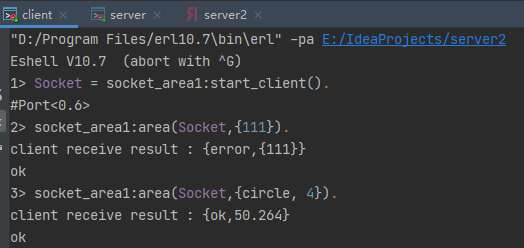 client server server2
"D:/Program Files/erl10.7\bin\erl" -pa E:/IdeaProjects/server2
Eshell V10.7  (abort with ^G)
1> Socket = socket_area1:start_client().
#Port<0.6>
2> socket_area1:area(Socket,{111}).
client receive result : {error,{111}}
ok
3> socket_area1:area(Socket,{circle, 4}).
client receive result : {ok,50.264}
ok